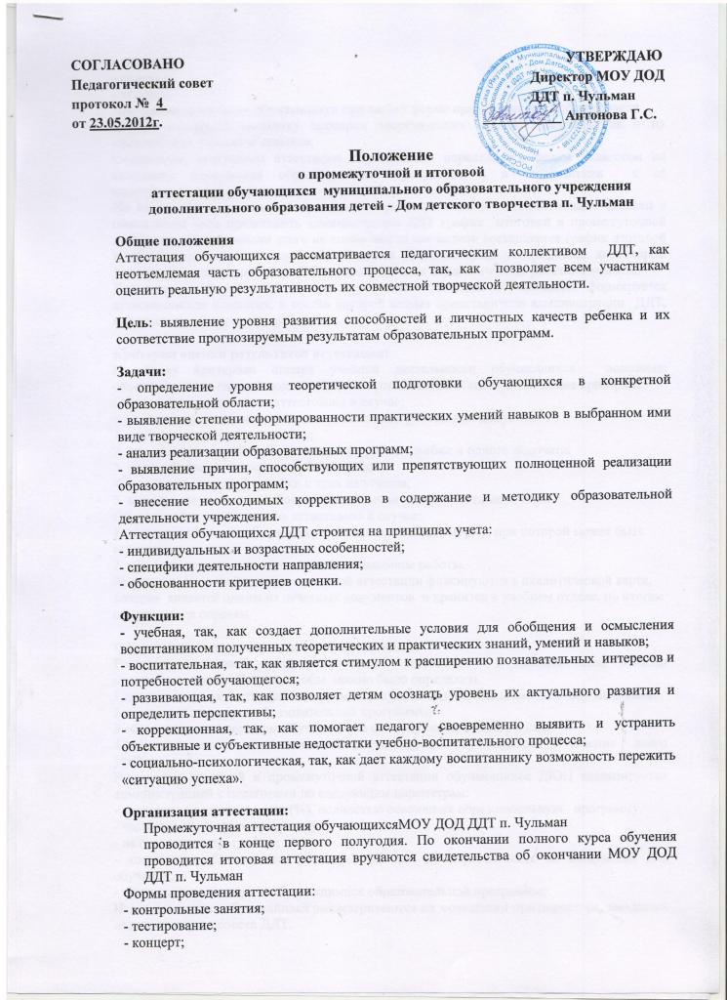 СОГЛАСОВАНО
Педагогический совет
протокол № 4
от 23.05.2012г.
УТВЕРЖДАЮ
Директор МОУ ДОД
ДДТ п. Чульман
Антонова Г.С.
Положение
о промежуточной и итоговой
аттестации обучающихся муниципального образовательного учреждения
дополнительного образования детей - Дом детского творчества п. Чульман
Общие положения
Аттестация обучающихся рассматривается педагогическим коллективом ДДТ, как
неотъемлемая часть образовательного процесса, так, как позволяет всем участникам
оценить реальную результативность их совместной творческой деятельности.
Цель: выявление уровня развития способностей и личностных качеств ребенка и их
соответствие прогнозируемым результатам образовательных программ.
Задачи:
- определение уровня теоретической подготовки обучающихся в конкретной
образовательной области;
- выявление степени сформированности практических умений навыков в выбранном ими
виде творческой деятельности;
- анализ реализации образовательных программ;
- выявление причин, способствующих или препятствующих полноценной реализации
образовательных программ;
- внесение необходимых коррективов в содержание и методику образовательной
деятельности учреждения.
Аттестация обучающихся ДДТ строится на принципах учета:
- индивидуальных и возрастных особенностей;
- специфики деятельности направления;
- обоснованности критериев оценки.
Функции:
- учебная, так, как создает дополнительные условия для обобщения и осмысления
воспитанником полученных теоретических и практических знаний, умений и навыков;
- воспитательная, так, как является стимулом к расширению познавательных интересов и
потребностей обучающегося;
- развивающая, так, как позволяет детям осознать уровень их актуального развития и
определить перспективы;
- коррекционная, так, как помогает педагогу своевременно выявить и устранить
объективные и субъективные недостатки учебно-воспитательного процесса;
- социально-психологическая, так, как дает каждому воспитаннику возможность пережить
«ситуацию успеха».
Организация аттестации:
Промежуточная аттестация обучающихсяМОУ ДОД ДДТ п. Чульман
проводится в конце первого полугодия. По окончании полного курса обучения
проводится итоговая аттестация вручаются свидетельства об окончании МОУ ДОД
ДДТ п. Чульман
Формы проведения аттестации:
- контрольные занятия;
- тестирование;
- концерт;